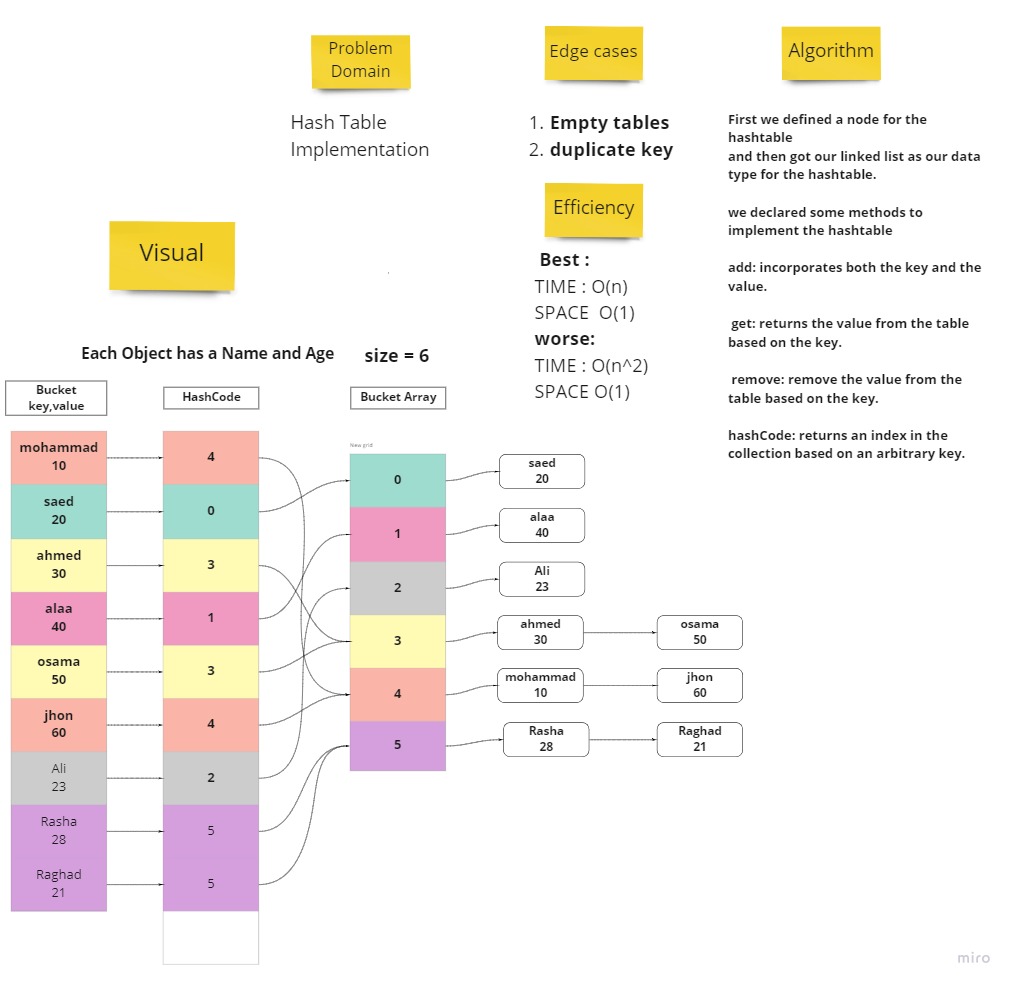 Problem
Domain
Hash Table
Implementation
Edge cases
1. Empty tables
2. duplicate key
Efficiency
Best :
TIME : O(n)
SPACE O(1)
worse:
TIME : O(n^2)
SPACE O(1)
Algorithm
First we defined a node for the
hashtable
and then got our linked list as our data
type for the hashtable.
we declared some methods to
implement the hashtable
add: incorporates both the key and the
value.
get: returns the value from the table
based on the key.
remove: remove the value from the
table based on the key.
hashCode: returns an index in the
collection based on an arbitrary key.
Visual
Each Object has a Name and Age
size = 6
Bucket
key,value
mohammad
10
saed
20
ahmed
30
alaa
40
osama
50
jhon
60
Ali
23
Rasha
28
Raghad
21
HashCode
4
0
3
1
3
4
2
5
5
Bucket Array
New grid
0
1
2
3
4
5
saed
20
alaa
40
Ali
23
ahmed
30
osama
50
mohammad
10
jhon
60
Rasha
28
Raghad
21
miro